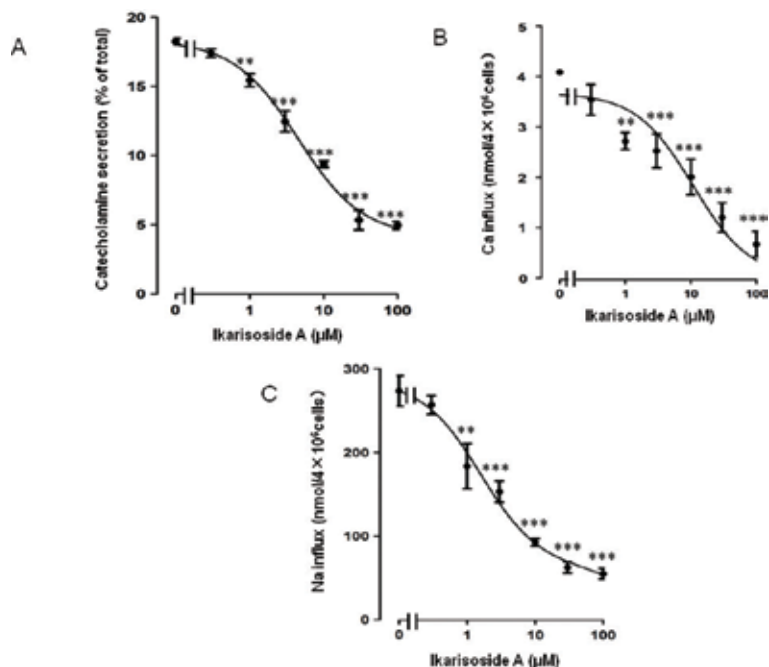 A
Catecholamine secretion (% of total)
20
15
10
5
0
**
***
***
***
***
0 1 10 100
Ikarisoside A (µM)
B
Ca influx (nmol/4×10⁶cells)
5
4
3
2
1
0
**
***
***
***
***
0 1 10 100
Ikarisoside A (µM)
C
Na influx (nmol/4×10⁶cells)
300
200
100
0
**
***
***
***
***
0 1 10 100
Ikarisoside A (µM)